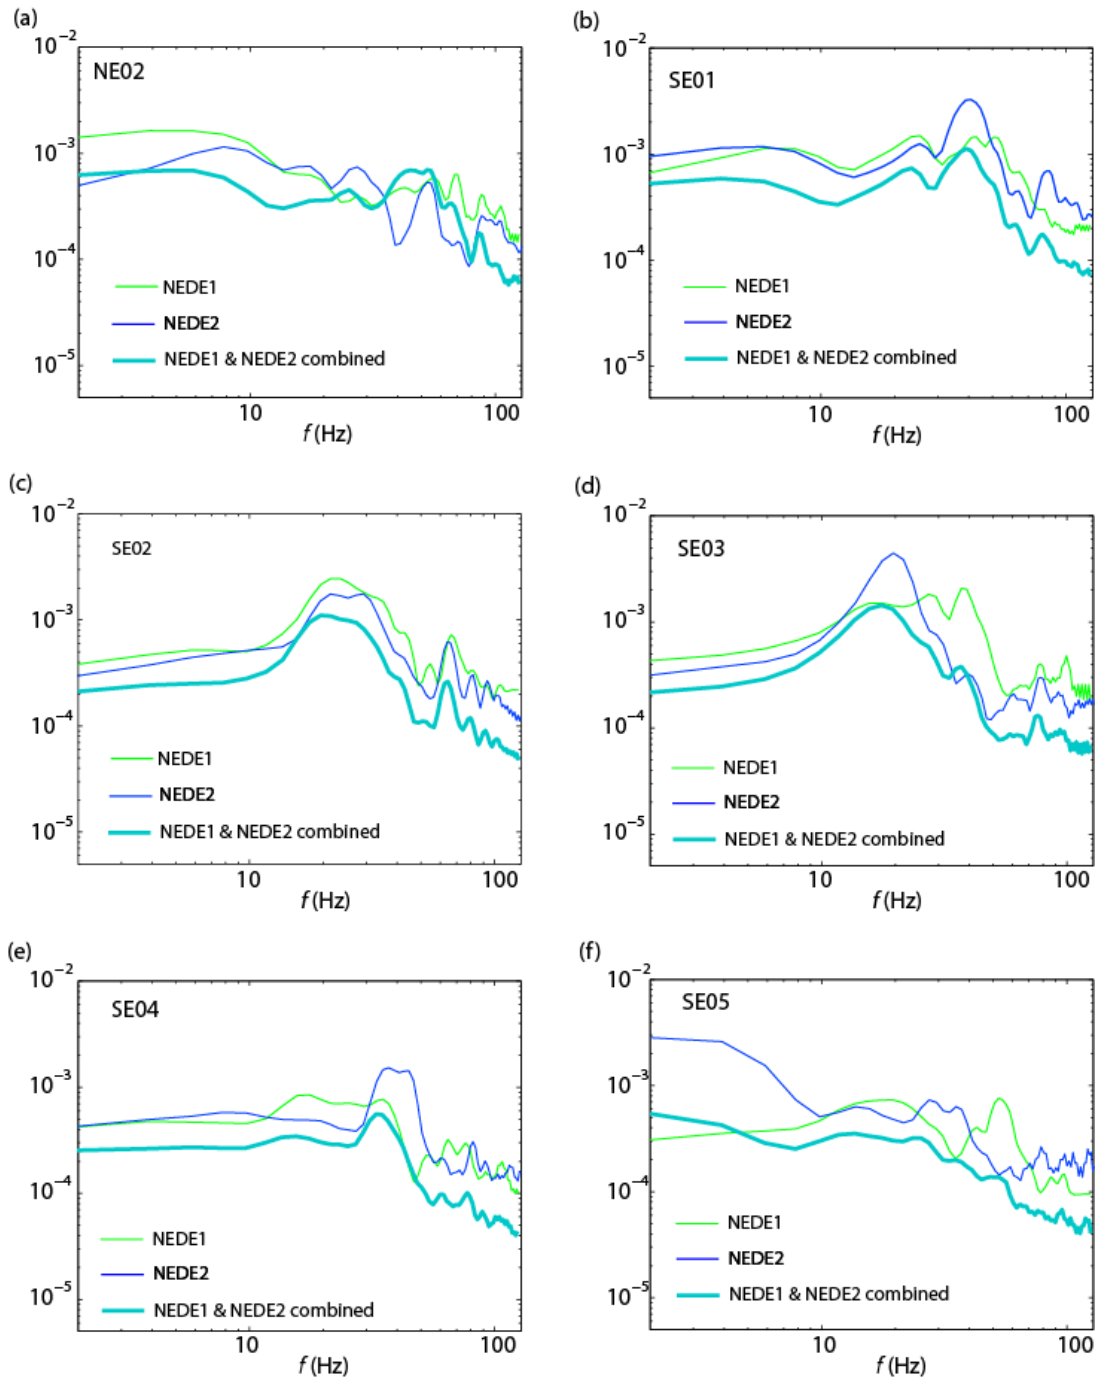 (a)
10⁻²
NE02
10⁻³
10⁻⁴
NEDE1
NEDE2
NEDE1 & NEDE2 combined
10⁻⁵
10
100
f (Hz)
(b)
10⁻²
SE01
10⁻³
10⁻⁴
NEDE1
NEDE2
NEDE1 & NEDE2 combined
10⁻⁵
10
100
f (Hz)
(c)
10⁻²
SE02
10⁻³
10⁻⁴
NEDE1
NEDE2
NEDE1 & NEDE2 combined
10⁻⁵
10
100
f (Hz)
(d)
10⁻²
SE03
10⁻³
10⁻⁴
NEDE1
NEDE2
NEDE1 & NEDE2 combined
10⁻⁵
10
100
f (Hz)
(e)
10⁻²
SE04
10⁻³
10⁻⁴
NEDE1
NEDE2
NEDE1 & NEDE2 combined
10⁻⁵
10
100
f (Hz)
(f)
10⁻²
SE05
10⁻³
10⁻⁴
NEDE1
NEDE2
NEDE1 & NEDE2 combined
10⁻⁵
10
100
f (Hz)